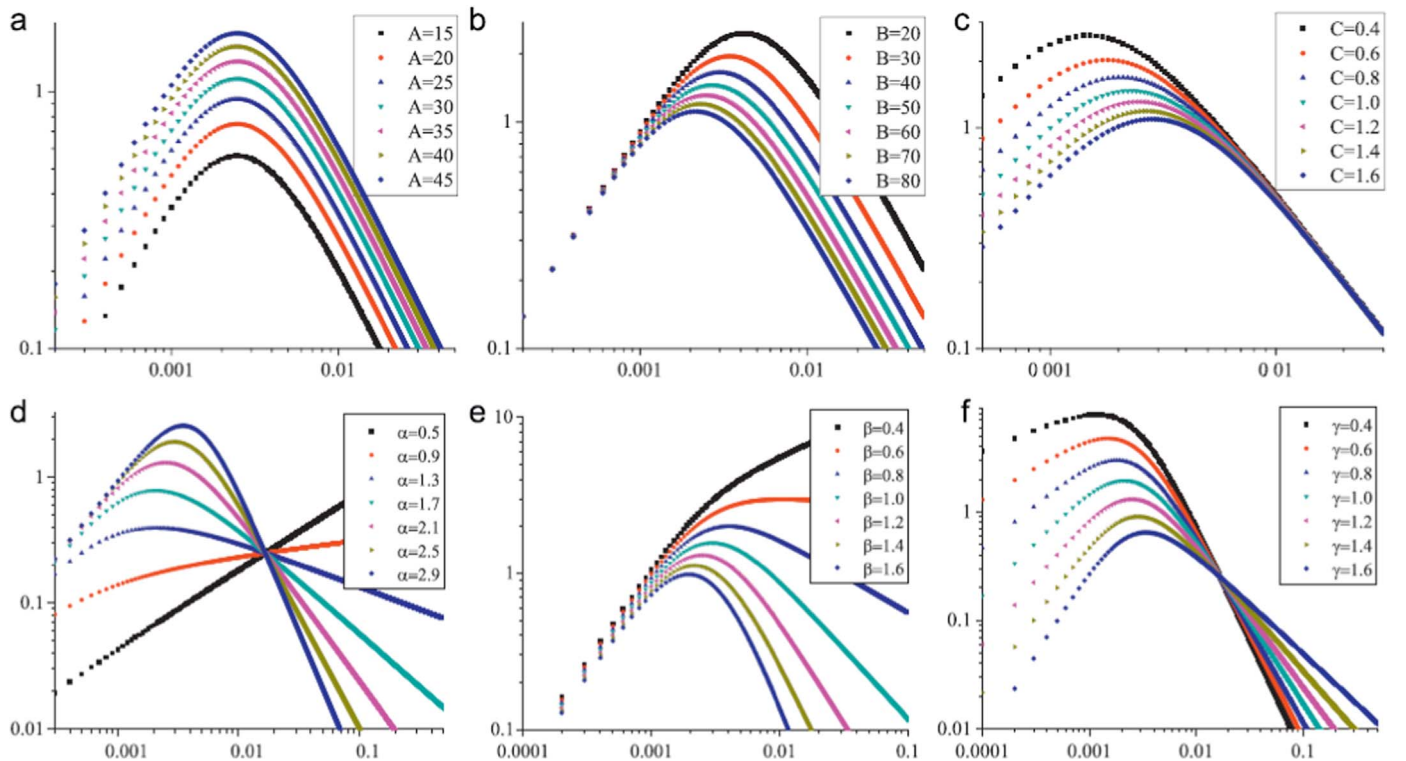 a
A=15
A=20
A=25
A=30
A=35
A=40
A=45
1
0.1
0.001 0.01
b
B=20
B=30
B=40
B=50
B=60
B=70
B=80
1
0.1
0.001 0.01
c
C=0.4
C=0.6
C=0.8
C=1.0
C=1.2
C=1.4
C=1.6
1
0.1
0 001 0 01
d
α=0.5
α=0.9
α=1.3
α=1.7
α=2.1
α=2.5
α=2.9
1
0.1
0.01
0.001 0.01 0.1
e
β=0.4
β=0.6
β=0.8
β=1.0
β=1.2
β=1.4
β=1.6
10
1
0.1
0.0001 0.001 0.01 0.1
f
γ=0.4
γ=0.6
γ=0.8
γ=1.0
γ=1.2
γ=1.4
γ=1.6
1
0.1
0.01
0.0001 0.001 0.01 0.1